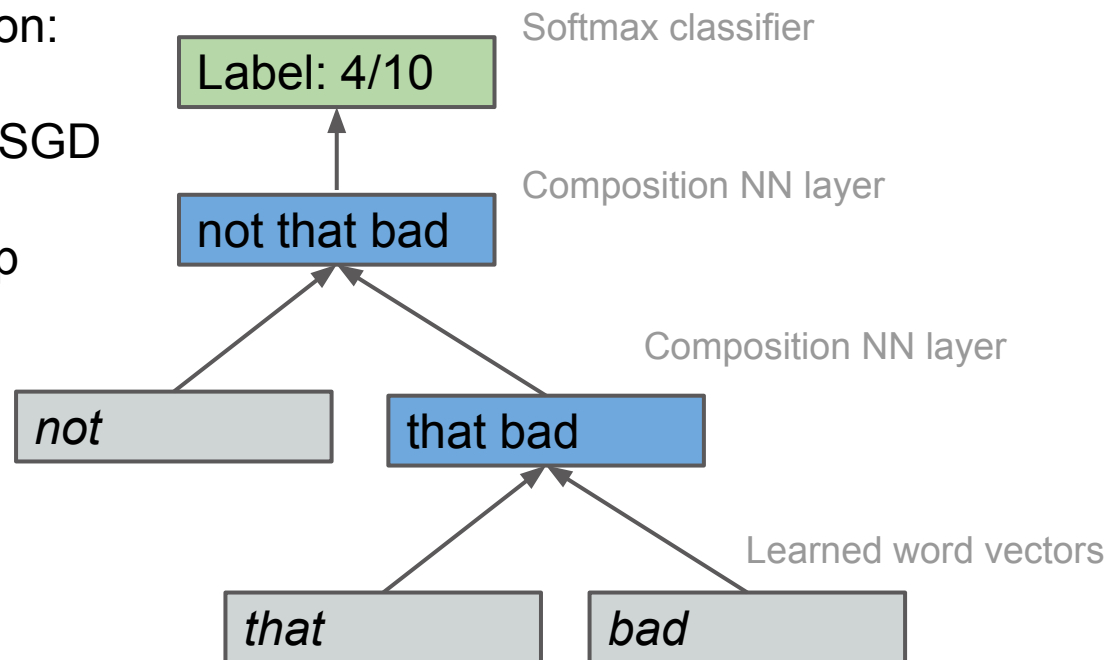 on:
Softmax classifier
Label: 4/10
SGD
Composition NN layer
not that bad
Composition NN layer
not
that bad
Learned word vectors
that
bad